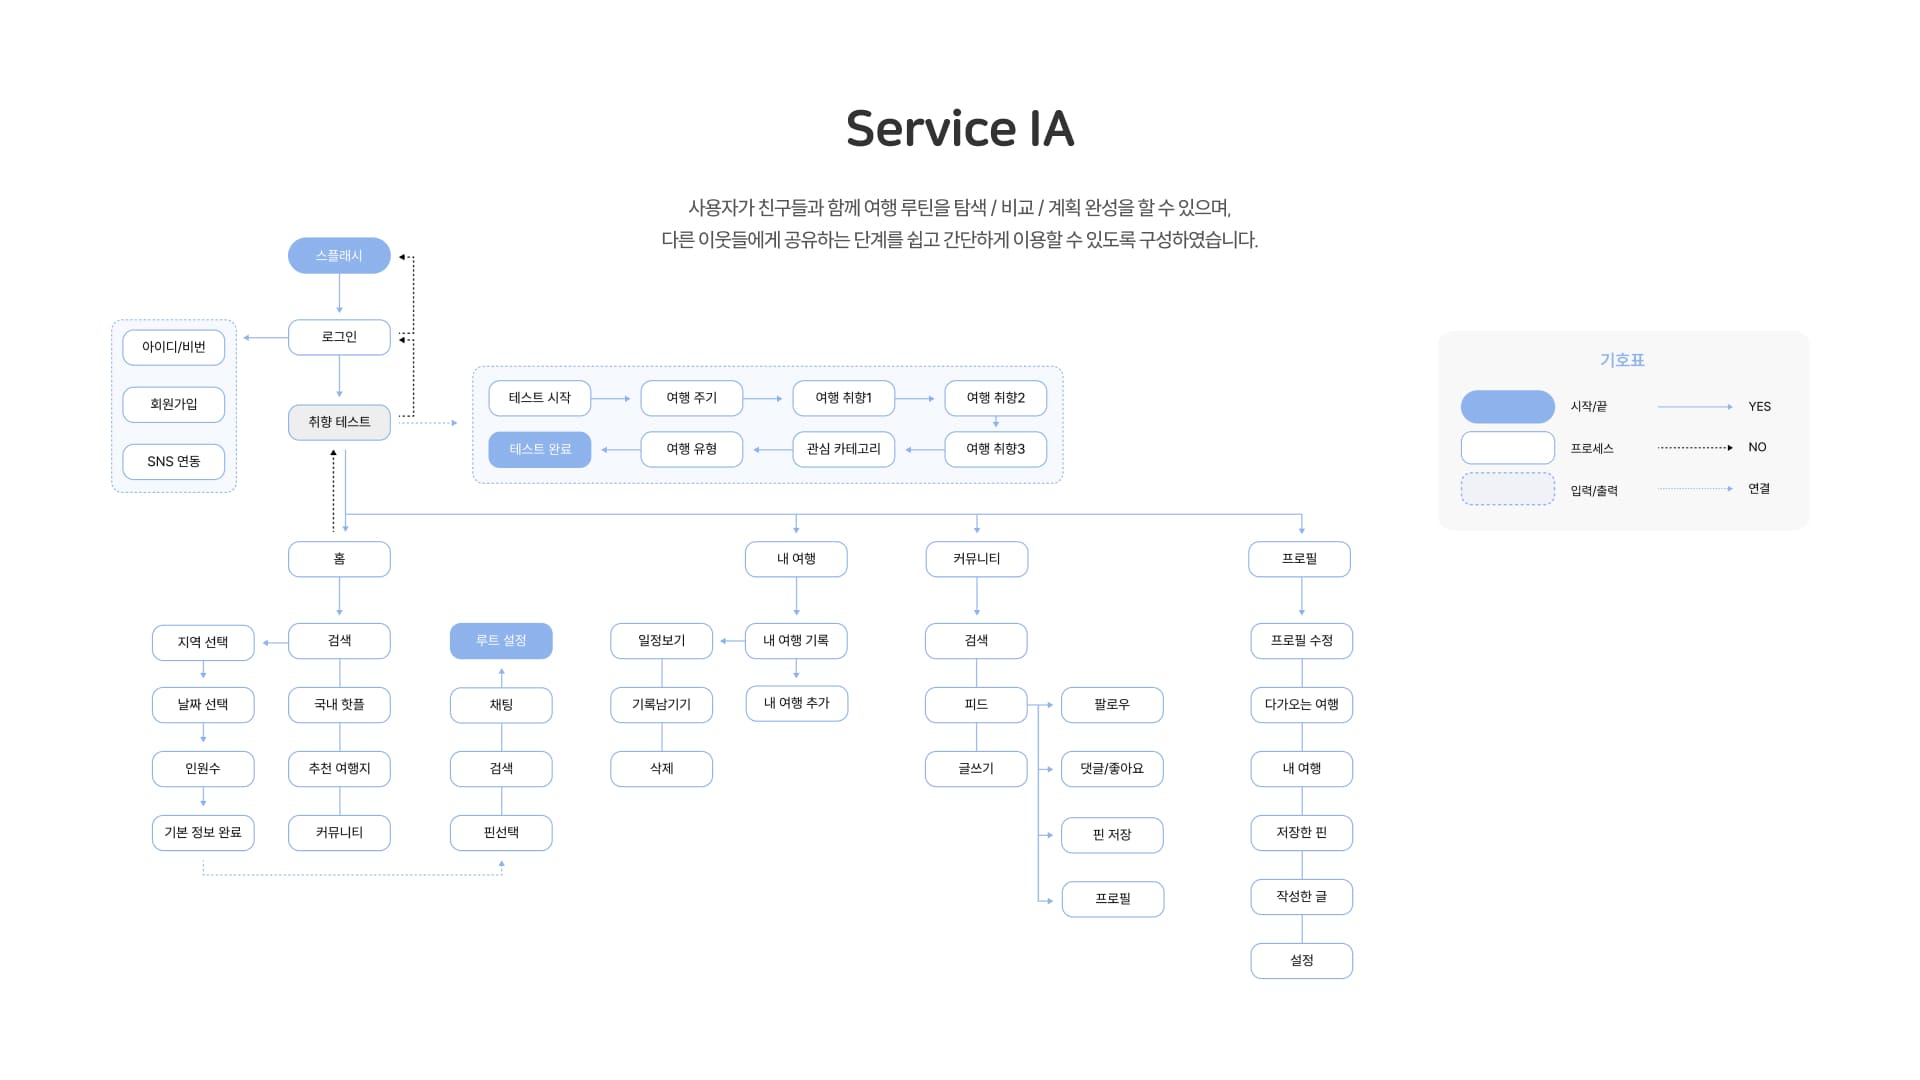 Service IA
사용자가 친구들과 함께 여행 루틴을 탐색 / 비교 / 계획 완성을 할 수 있으며,
다른 이웃들에게 공유하는 단계를 쉽고 간단하게 이용할 수 있도록 구성하였습니다.
스플래시
로그인
취향 테스트
아이디/비번
회원가입
SNS 연동
테스트 시작
여행 주기
여행 취향1
여행 취향2
테스트 완료
여행 유형
관심 카테고리
여행 취향3
기호표
시작/끝
YES
프로세스
NO
입력/출력
연결
홈
내 여행
커뮤니티
프로필
지역 선택
날짜 선택
인원수
기본 정보 완료
검색
국내 핫플
추천 여행지
커뮤니티
루트 설정
채팅
검색
핀선택
일정보기
기록남기기
삭제
내 여행 기록
내 여행 추가
검색
피드
글쓰기
팔로우
댓글/좋아요
핀 저장
프로필
프로필 수정
다가오는 여행
내 여행
저장한 핀
작성한 글
설정